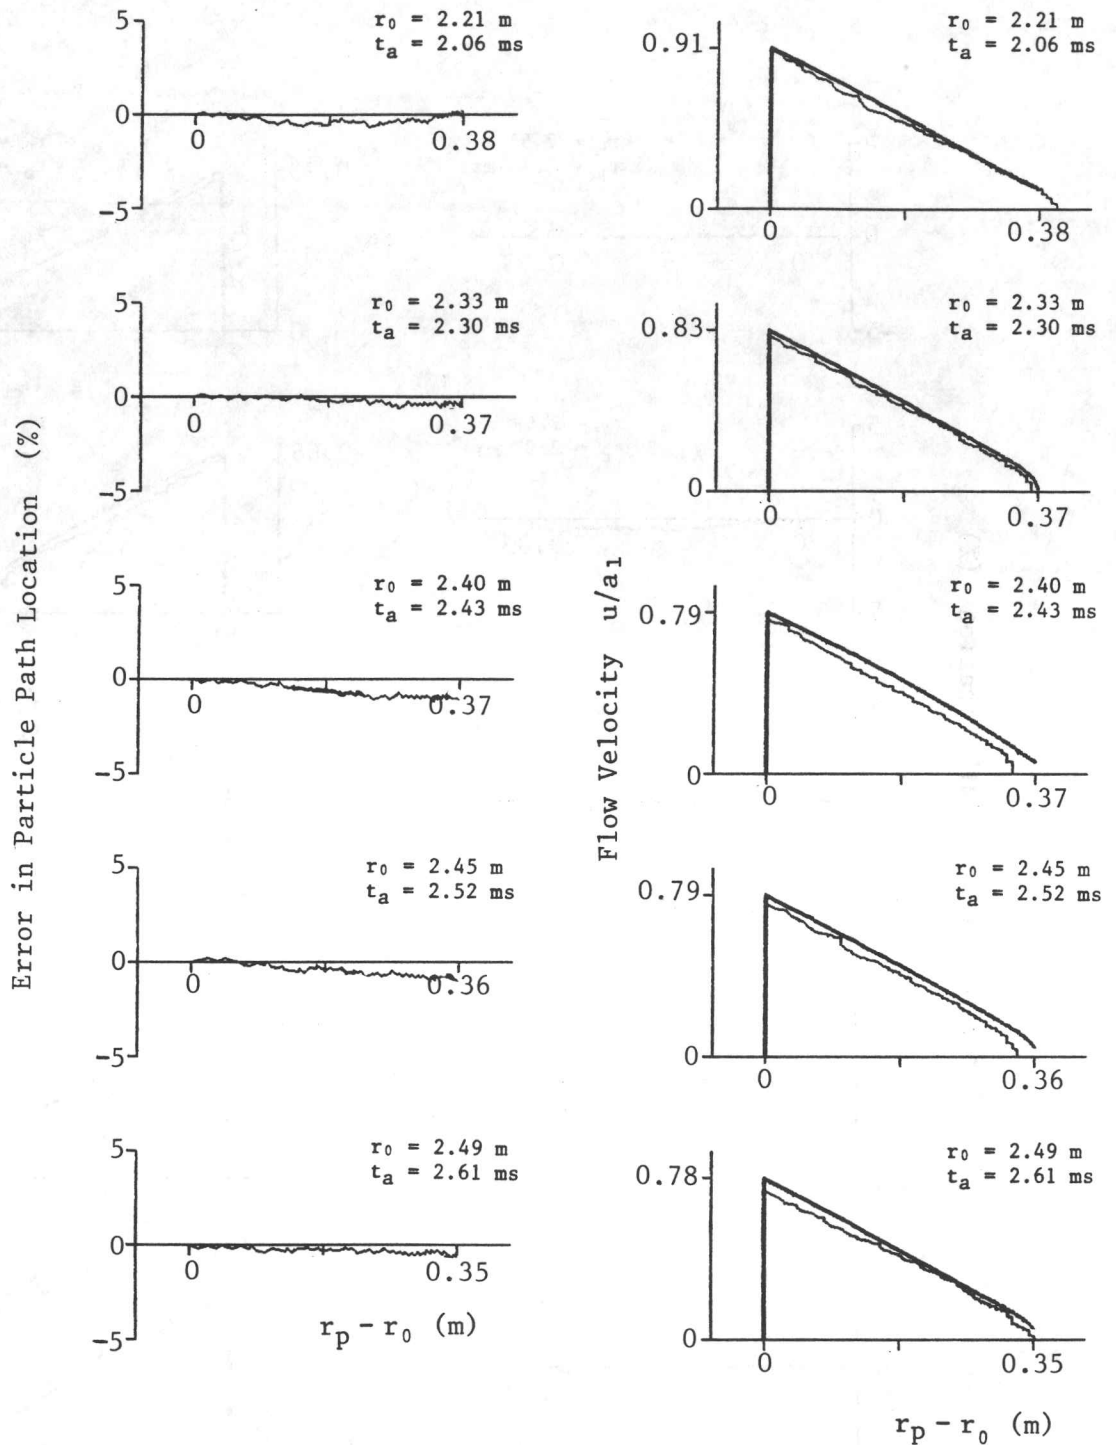 Error in Particle Path Location (%)
5
r₀ = 2.21 m
tₐ = 2.06 ms
0
0
0.38
−5
5
r₀ = 2.33 m
tₐ = 2.30 ms
0
0
0.37
−5
5
r₀ = 2.40 m
tₐ = 2.43 ms
0
0
0.37
−5
5
r₀ = 2.45 m
tₐ = 2.52 ms
0
0
0.36
−5
5
r₀ = 2.49 m
tₐ = 2.61 ms
0
0
0.35
−5
rₚ − r₀ (m)
Flow Velocity u/a₁
r₀ = 2.21 m
tₐ = 2.06 ms
0.91
0
0
0.38
r₀ = 2.33 m
tₐ = 2.30 ms
0.83
0
0
0.37
r₀ = 2.40 m
tₐ = 2.43 ms
0.79
0
0
0.37
r₀ = 2.45 m
tₐ = 2.52 ms
0.79
0
0
0.36
r₀ = 2.49 m
tₐ = 2.61 ms
0.78
0
0
0.35
rₚ − r₀ (m)